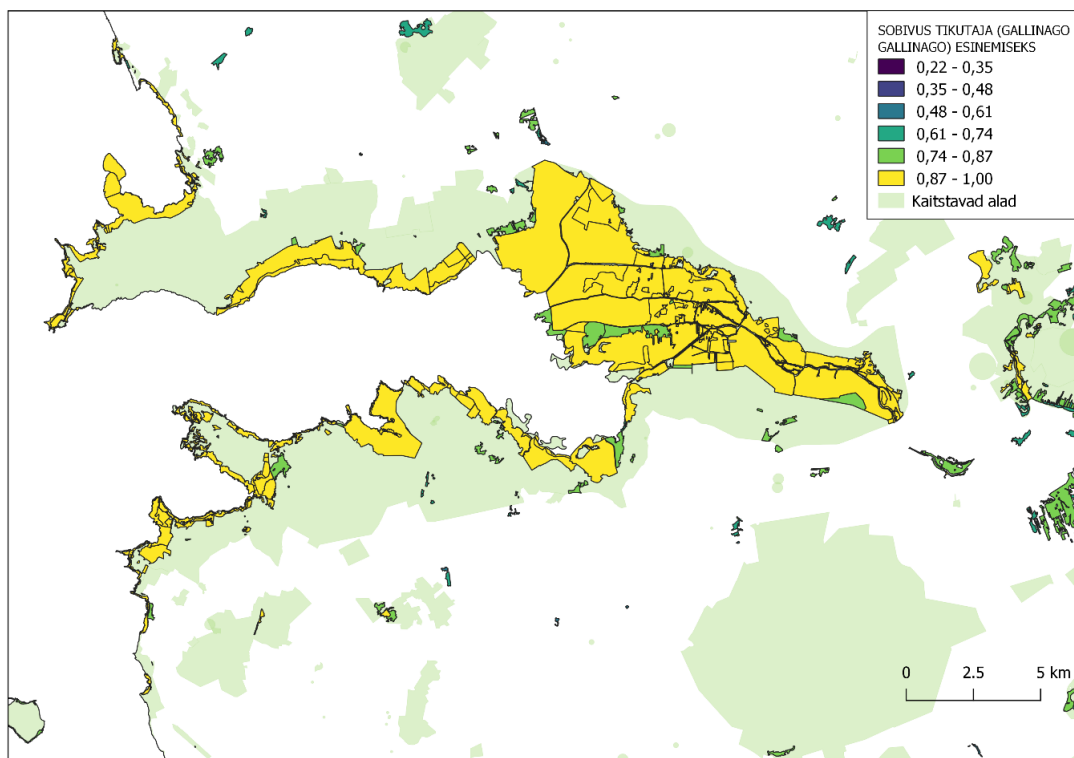 SOBIVUS TIKUTAJA (GALLINAGO
GALLINAGO) ESINEMISEKS
0,22 - 0,35
0,35 - 0,48
0,48 - 0,61
0,61 - 0,74
0,74 - 0,87
0,87 - 1,00
Kaitstavad alad
0 2.5 5 km